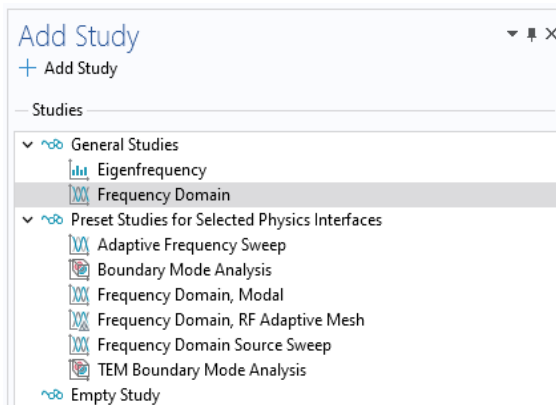 Add Study
Add Study
Studies
General Studies
Eigenfrequency
Frequency Domain
Preset Studies for Selected Physics Interfaces
Adaptive Frequency Sweep
Boundary Mode Analysis
Frequency Domain, Modal
Frequency Domain, RF Adaptive Mesh
Frequency Domain Source Sweep
TEM Boundary Mode Analysis
Empty Study